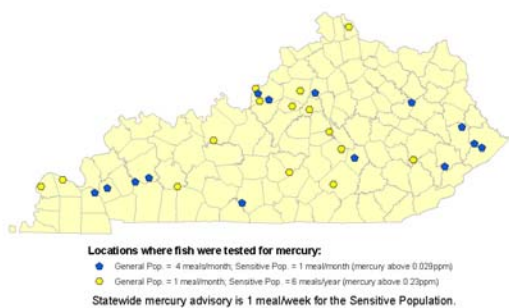 Locations where fish were tested for mercury:
General Pop. = 4 meals/month; Sensitive Pop. = 1 meal/month (mercury above 0.029ppm)
General Pop. = 1 meal/month; Sensitive Pop. = 6 meals/year (mercury above 0.23ppm)
Statewide mercury advisory is 1 meal/week for the Sensitive Population.